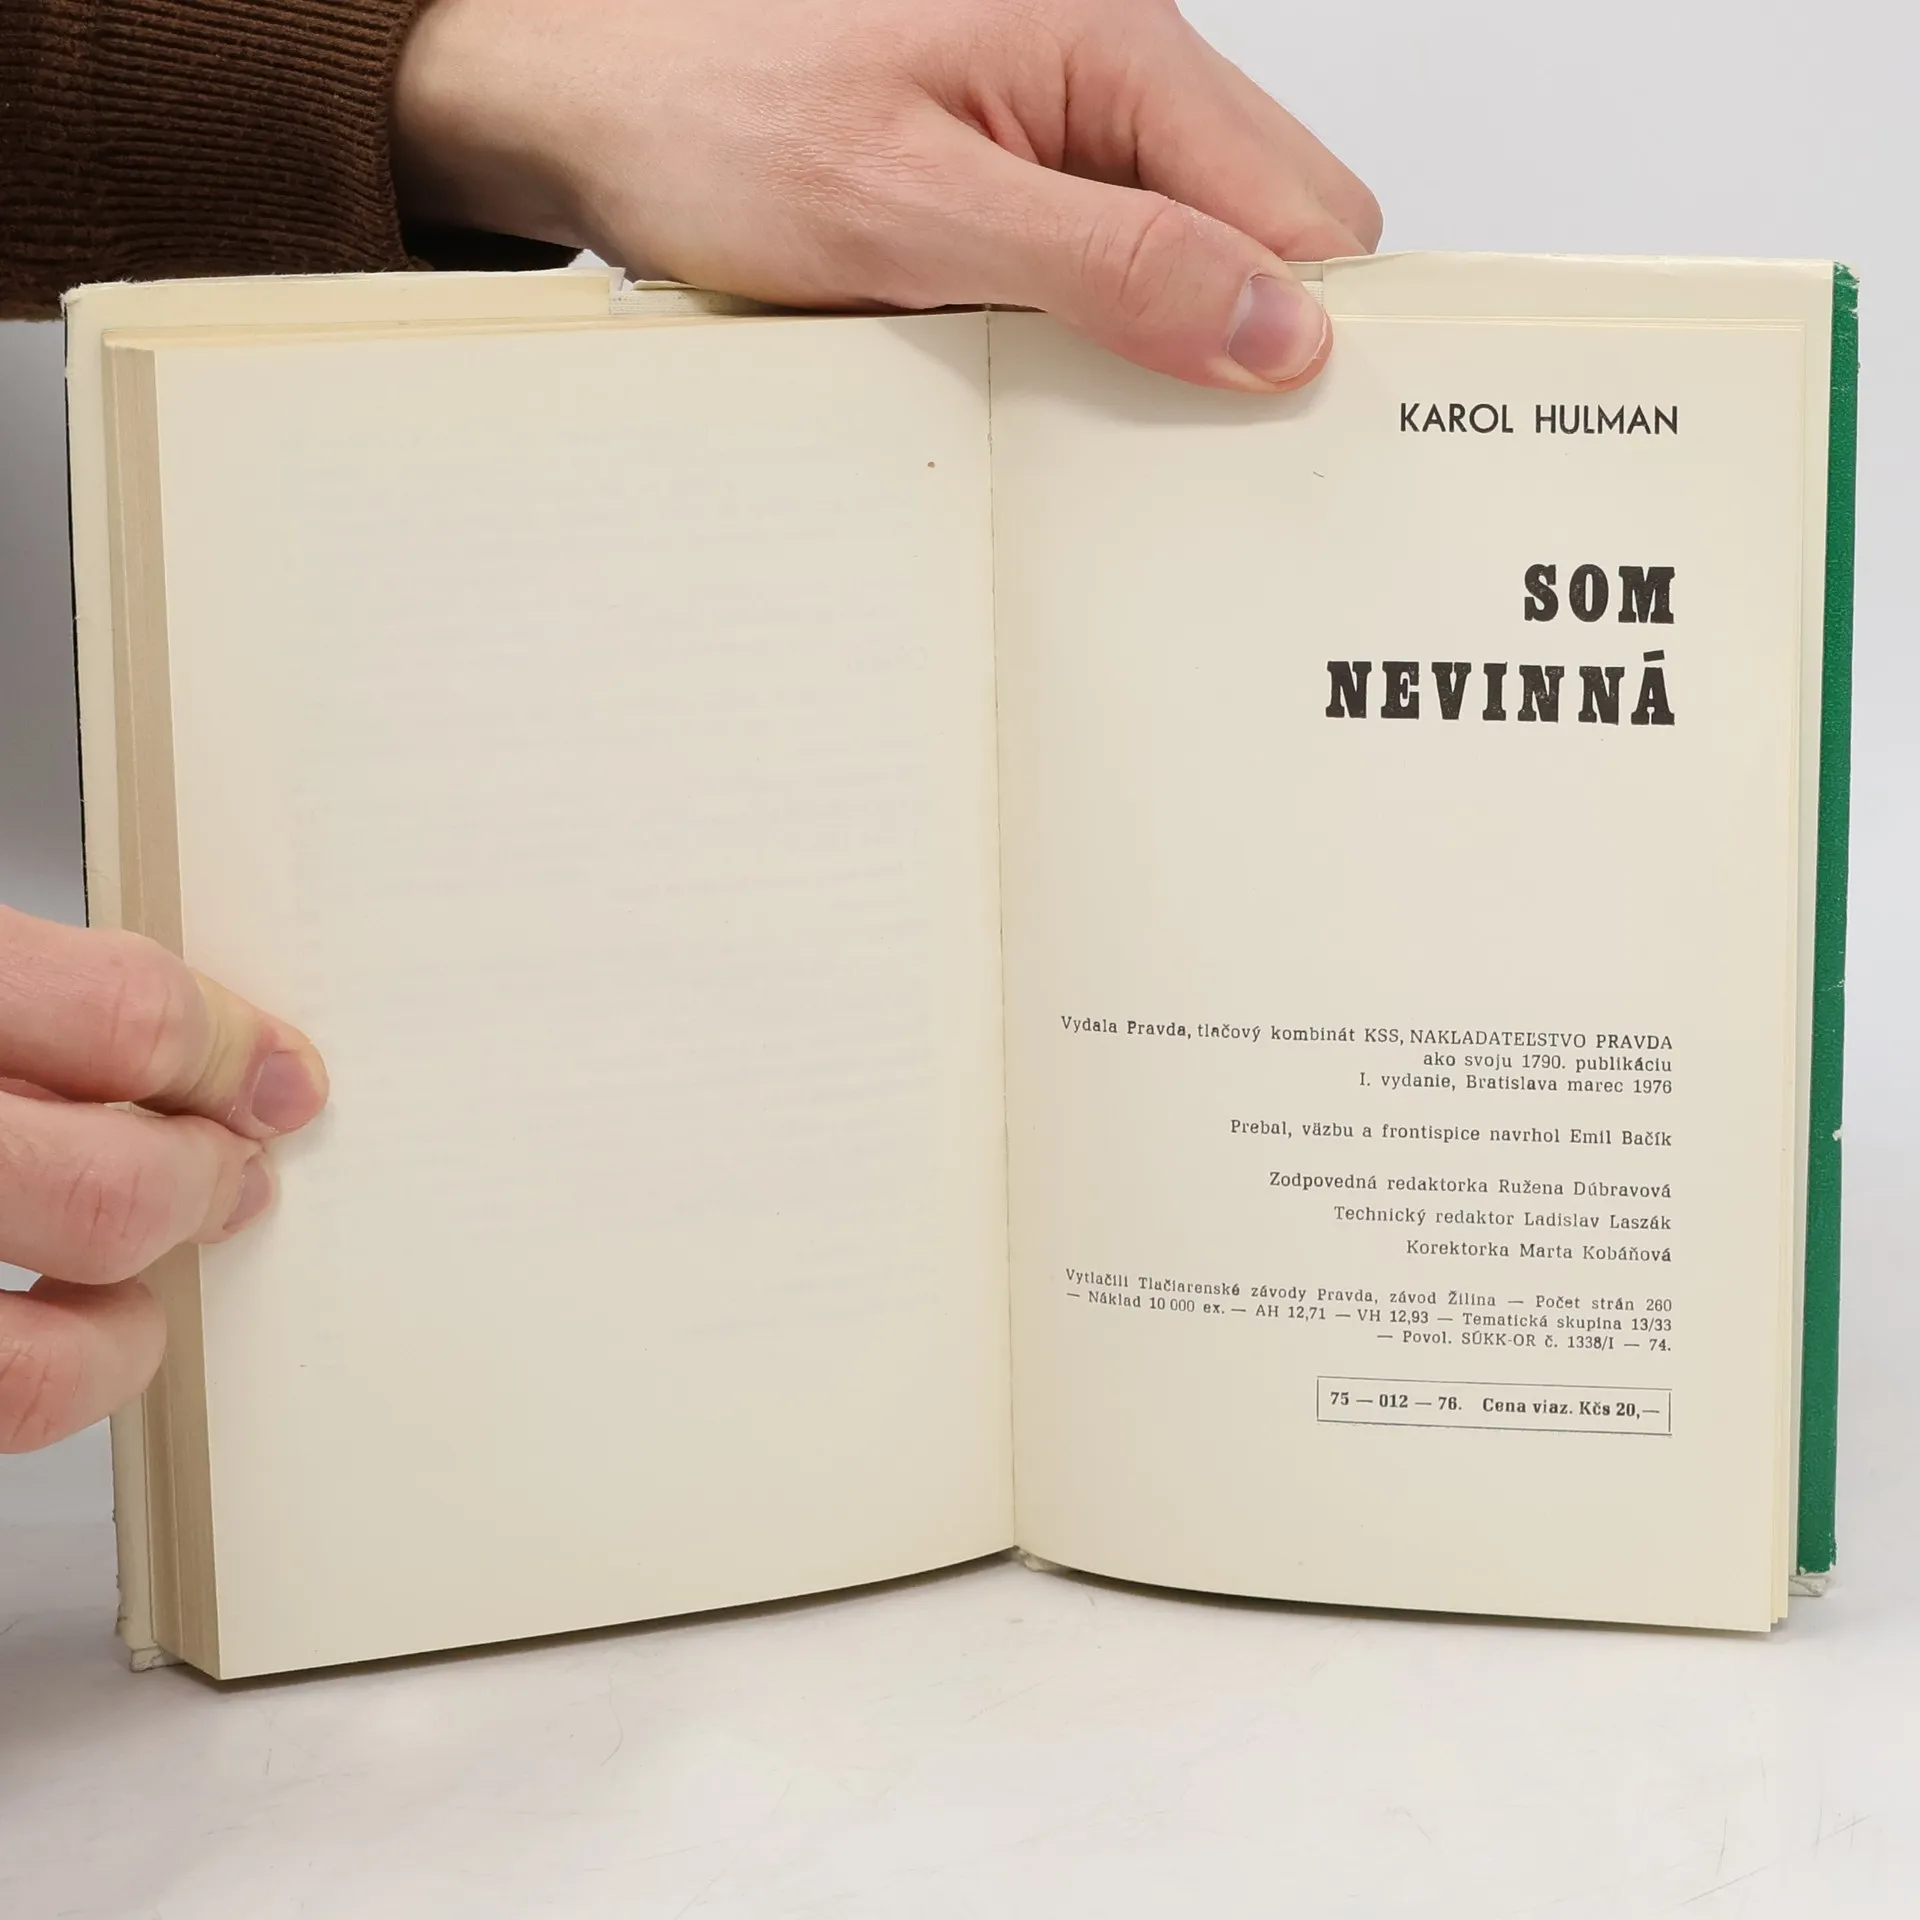 KAROL HULMAN
SOM
NEVINNÁ
Vydala Pravda, tlačový kombinát KSS, NAKLADATEĽSTVO PRAVDA
ako svoju 1790. publikáciu
I. vydanie, Bratislava marec 1976
Prebal, väzbu a frontispice navrhol Emil Bačík
Zodpovedná redaktorka Ružena Dúbravová
Technický redaktor Ladislav Laszák
Korektorka Marta Kobáňová
Vytlačili Tlačiarenské závody Pravda, závod Žilina — Počet strán 260
— Náklad 10 000 ex. — AH 12,71 — VH 12,93 — Tematická skupina 13/33
— Povol. SÚKK-OR č. 1338/I — 74.
75 — 012 — 76. Cena viaz. Kčs 20,—